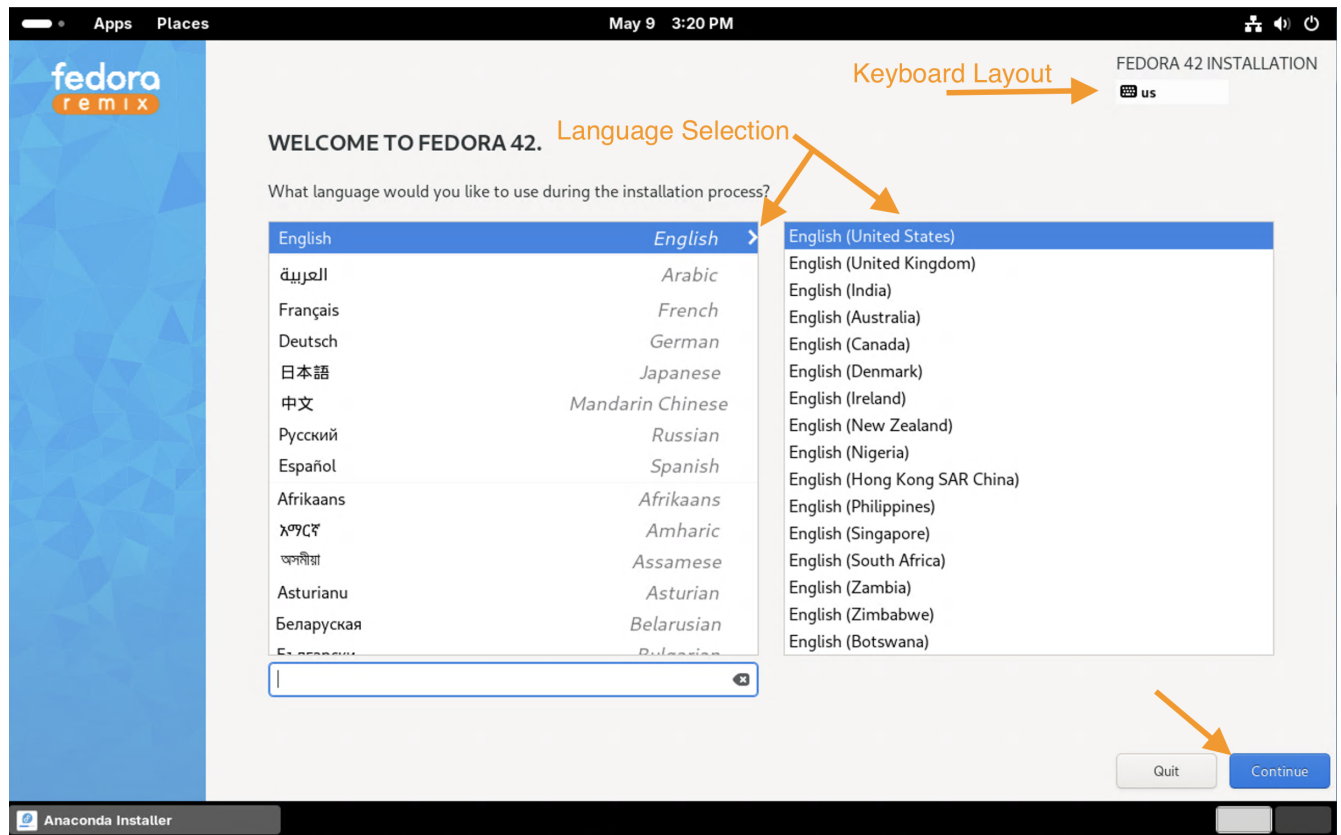 Apps Places May 9 3:20 PM
fedora
remix
FEDORA 42 INSTALLATION
Keyboard Layout
us
WELCOME TO FEDORA 42.
Language Selection
What language would you like to use during the installation process?
English English
العربية Arabic
Français French
Deutsch German
日本語 Japanese
中文 Mandarin Chinese
Русский Russian
Español Spanish
Afrikaans Afrikaans
አማርኛ Amharic
অসমীয়া Assamese
Asturianu Asturian
Беларуская Belarusian
Български Bulgarian
English (United States)
English (United Kingdom)
English (India)
English (Australia)
English (Canada)
English (Denmark)
English (Ireland)
English (New Zealand)
English (Nigeria)
English (Hong Kong SAR China)
English (Philippines)
English (Singapore)
English (South Africa)
English (Zambia)
English (Zimbabwe)
English (Botswana)
Quit Continue
Anaconda Installer